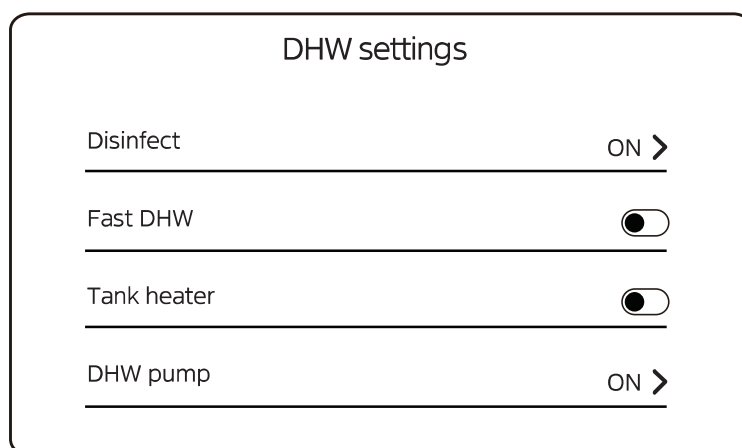 DHW settings
Disinfect ON
Fast DHW
Tank heater
DHW pump ON